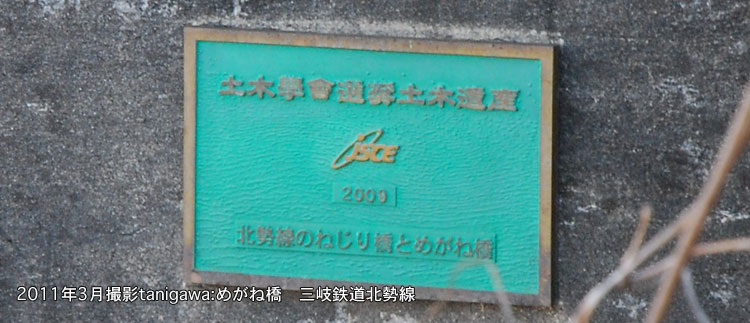 土木學會選奨土木遺産
JSCE
2009
北勢線のねじり橋とめがね橋
2011年3月撮影tanigawa:めがね橋　三岐鉄道北勢線